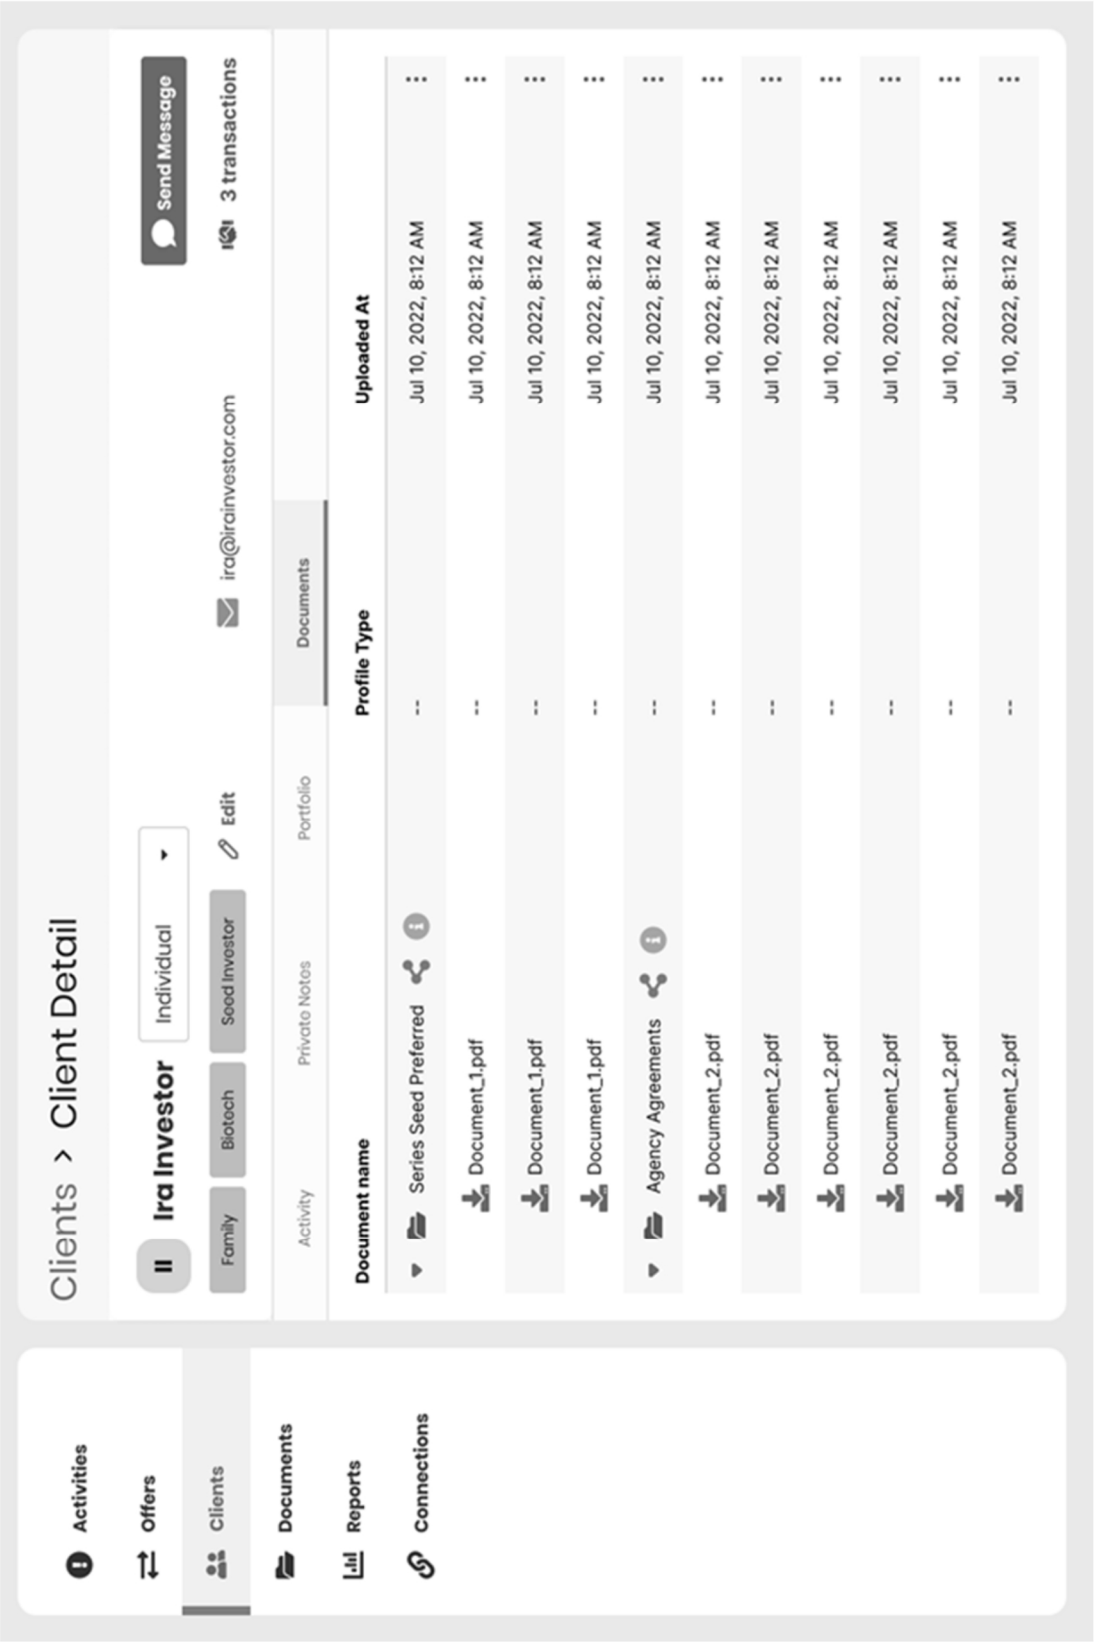 Activities
Offers
Clients
Documents
Reports
Connections
Clients > Client Detail
II Ira Investor Individual
Send Message
Family Biotech Seed Investor Edit
ira@irainvestor.com
3 transactions
Activity Private Notes Portfolio Documents
Document name Profile Type Uploaded At
Series Seed Preferred -- Jul 10, 2022, 8:12 AM
Document_1.pdf -- Jul 10, 2022, 8:12 AM
Document_1.pdf -- Jul 10, 2022, 8:12 AM
Document_1.pdf -- Jul 10, 2022, 8:12 AM
Agency Agreements -- Jul 10, 2022, 8:12 AM
Document_2.pdf -- Jul 10, 2022, 8:12 AM
Document_2.pdf -- Jul 10, 2022, 8:12 AM
Document_2.pdf -- Jul 10, 2022, 8:12 AM
Document_2.pdf -- Jul 10, 2022, 8:12 AM
Document_2.pdf -- Jul 10, 2022, 8:12 AM
Document_2.pdf -- Jul 10, 2022, 8:12 AM